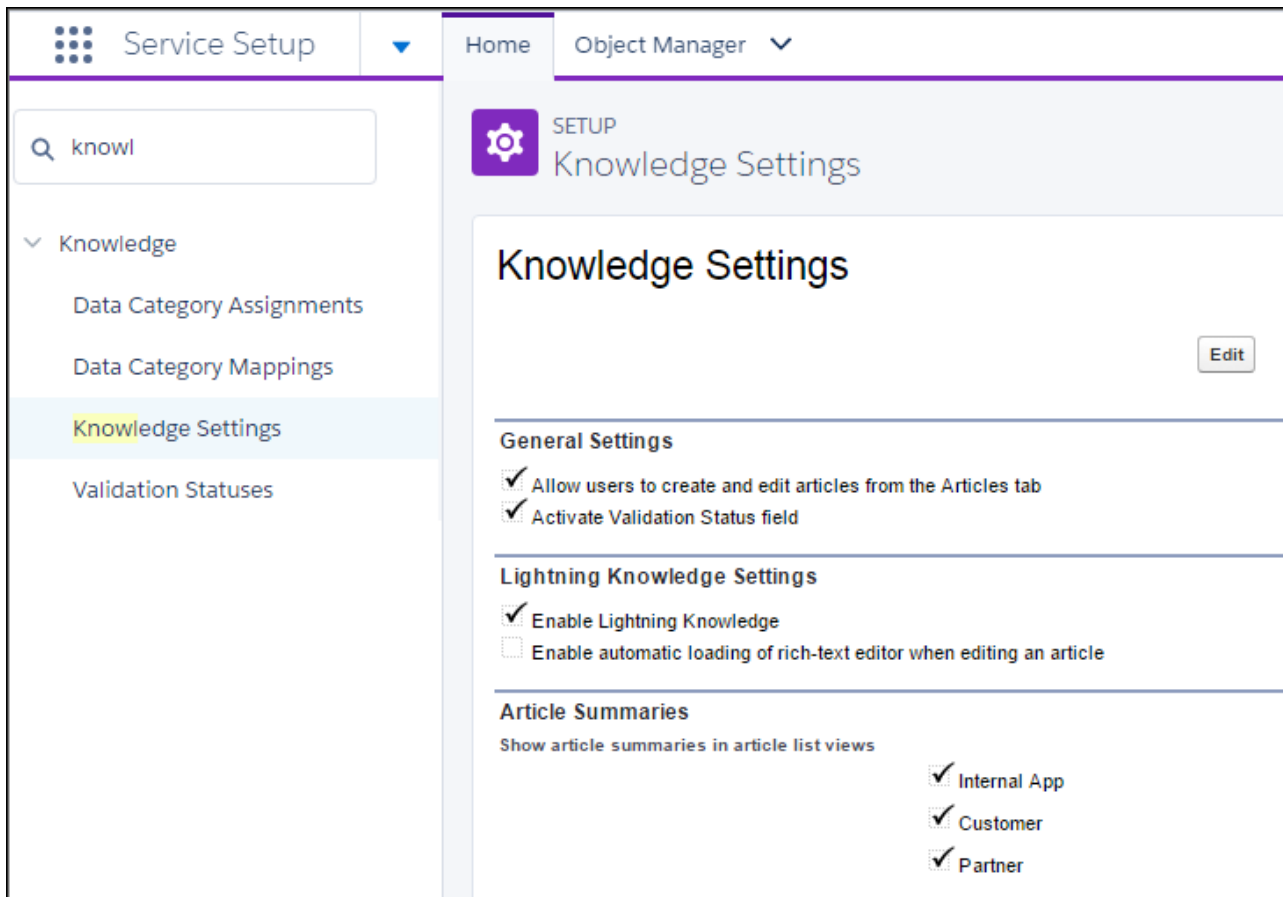 Service Setup
Home
Object Manager
knowl
Knowledge
Data Category Assignments
Data Category Mappings
Knowledge Settings
Validation Statuses
SETUP
Knowledge Settings
Knowledge Settings
Edit
General Settings
Allow users to create and edit articles from the Articles tab
Activate Validation Status field
Lightning Knowledge Settings
Enable Lightning Knowledge
Enable automatic loading of rich-text editor when editing an article
Article Summaries
Show article summaries in article list views
Internal App
Customer
Partner